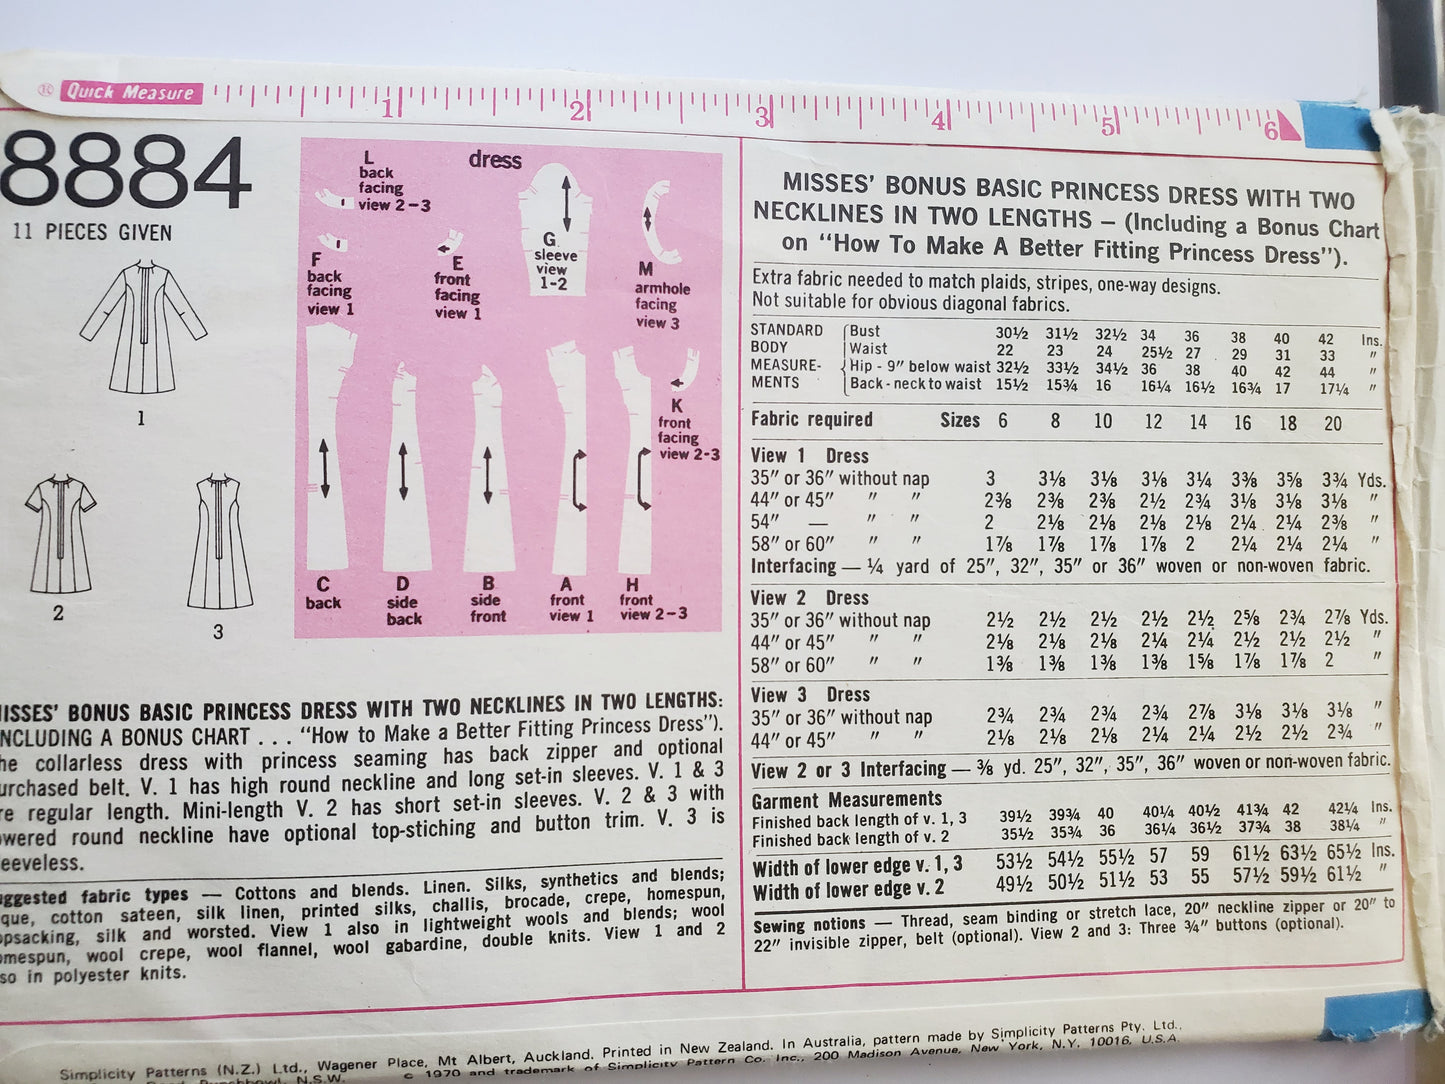 ® Quick Measure 1 2 3 4 5 6
8884
11 PIECES GIVEN
1
2
3
dress
L
back
facing
view 2-3
F
back
facing
view 1
E
front
facing
view 1
G
sleeve
view
1-2
M
armhole
facing
view 3
K
front
facing
view 2-3
C
back
D
side
back
B
side
front
A
front
view 1
H
front
view 2-3
ISSES' BONUS BASIC PRINCESS DRESS WITH TWO NECKLINES IN TWO LENGTHS:
NCLUDING A BONUS CHART . . . "How to Make a Better Fitting Princess Dress").
he collarless dress with princess seaming has back zipper and optional
urchased belt. V. 1 has high round neckline and long set-in sleeves. V. 1 & 3
re regular length. Mini-length V. 2 has short set-in sleeves. V. 2 & 3 with
owered round neckline have optional top-stiching and button trim. V. 3 is
eeveless.
ggested fabric types — Cottons and blends. Linen. Silks, synthetics and blends;
que, cotton sateen, silk linen, printed silks, challis, brocade, crepe, homespun,
opsacking, silk and worsted. View 1 also in lightweight wools and blends; wool
omespun, wool crepe, wool flannel, wool gabardine, double knits. View 1 and 2
so in polyester knits.
MISSES' BONUS BASIC PRINCESS DRESS WITH TWO
NECKLINES IN TWO LENGTHS — (Including a Bonus Chart
on "How To Make A Better Fitting Princess Dress").
Extra fabric needed to match plaids, stripes, one-way designs.
Not suitable for obvious diagonal fabrics.
STANDARD Bust 30½ 31½ 32½ 34 36 38 40 42 Ins.
BODY Waist 22 23 24 25½ 27 29 31 33 "
MEASURE- Hip - 9" below waist 32½ 33½ 34½ 36 38 40 42 44 "
MENTS Back - neck to waist 15½ 15¾ 16 16¼ 16½ 16¾ 17 17¼ "
Fabric required Sizes 6 8 10 12 14 16 18 20
View 1 Dress
35" or 36" without nap 3 3⅛ 3⅛ 3⅛ 3¼ 3⅜ 3⅝ 3¾ Yds.
44" or 45" " " 2⅜ 2⅜ 2⅜ 2½ 2¾ 3⅛ 3⅛ 3⅛ "
54" — " " 2 2⅛ 2⅛ 2⅛ 2⅛ 2¼ 2¼ 2⅜ "
58" or 60" " " 1⅞ 1⅞ 1⅞ 1⅞ 2 2¼ 2¼ 2¼ "
Interfacing — ¼ yard of 25", 32", 35" or 36" woven or non-woven fabric.
View 2 Dress
35" or 36" without nap 2½ 2½ 2½ 2½ 2½ 2⅝ 2¾ 2⅞ Yds.
44" or 45" " " 2⅛ 2⅛ 2⅛ 2¼ 2¼ 2½ 2½ 2½ "
58" or 60" " " 1⅜ 1⅜ 1⅜ 1⅜ 1⅝ 1⅞ 1⅞ 2 "
View 3 Dress
35" or 36" without nap 2¾ 2¾ 2¾ 2¾ 2⅞ 3⅛ 3⅛ 3⅛ "
44" or 45" " " 2⅛ 2⅛ 2⅛ 2¼ 2¼ 2½ 2½ 2¾ "
View 2 or 3 Interfacing — ⅜ yd. 25", 32", 35", 36" woven or non-woven fabric.
Garment Measurements
Finished back length of v. 1, 3 39½ 39¾ 40 40¼ 40½ 41¾ 42 42¼ Ins.
Finished back length of v. 2 35½ 35¾ 36 36¼ 36½ 37¾ 38 38¼ "
Width of lower edge v. 1, 3 53½ 54½ 55½ 57 59 61½ 63½ 65½ Ins.
Width of lower edge v. 2 49½ 50½ 51½ 53 55 57½ 59½ 61½ "
Sewing notions — Thread, seam binding or stretch lace, 20" neckline zipper or 20" to
22" invisible zipper, belt (optional). View 2 and 3: Three ¾" buttons (optional).
Simplicity Patterns (N.Z.) Ltd., Wagener Place, Mt Albert, Auckland. Printed in New Zealand. In Australia, pattern made by Simplicity Patterns Pty. Ltd.,
N.S.W. © 1970 and trademark of Simplicity Pattern Co. Inc., 200 Madison Avenue, New York, N.Y. 10016, U.S.A.